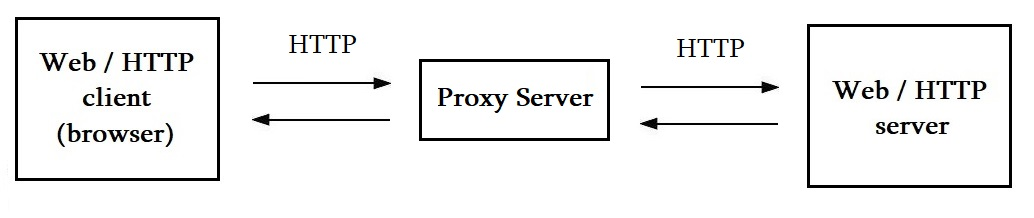 Web / HTTP
client
(browser)
HTTP
Proxy Server
HTTP
Web / HTTP
server